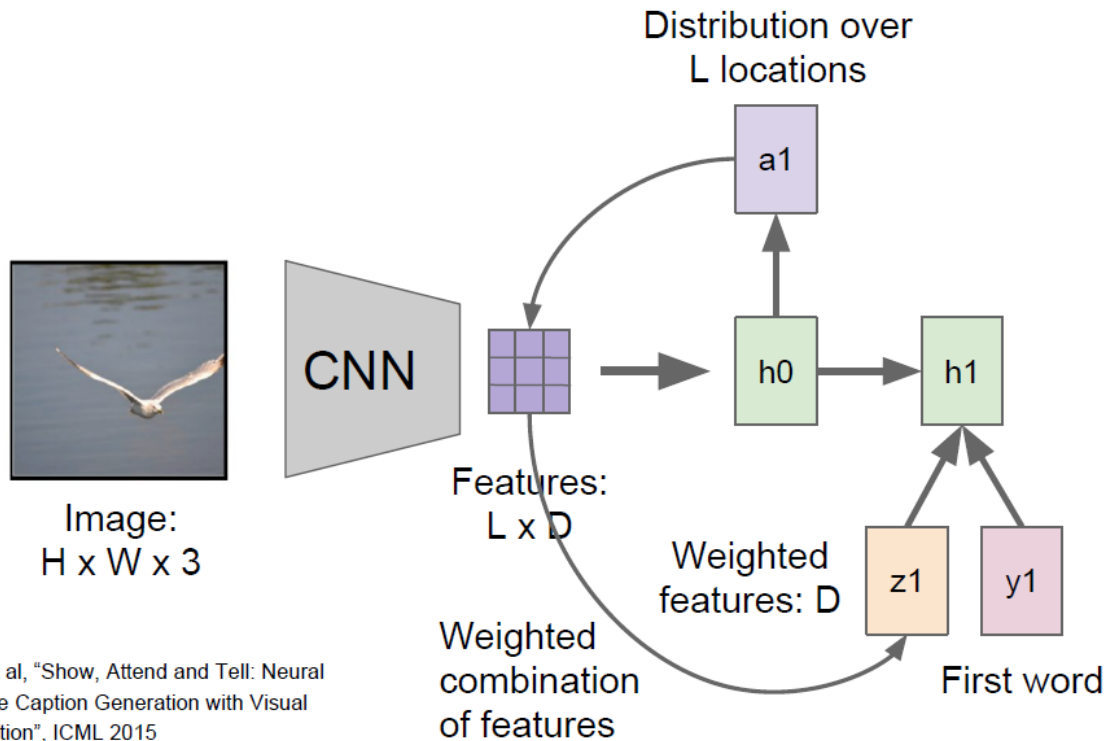 Distribution over
L locations
a1
CNN
h0
h1
Features:
L x D
Image:
H x W x 3
Weighted
features: D
z1
y1
First word
Weighted
combination
of features
al, “Show, Attend and Tell: Neural
e Caption Generation with Visual
tion”, ICML 2015